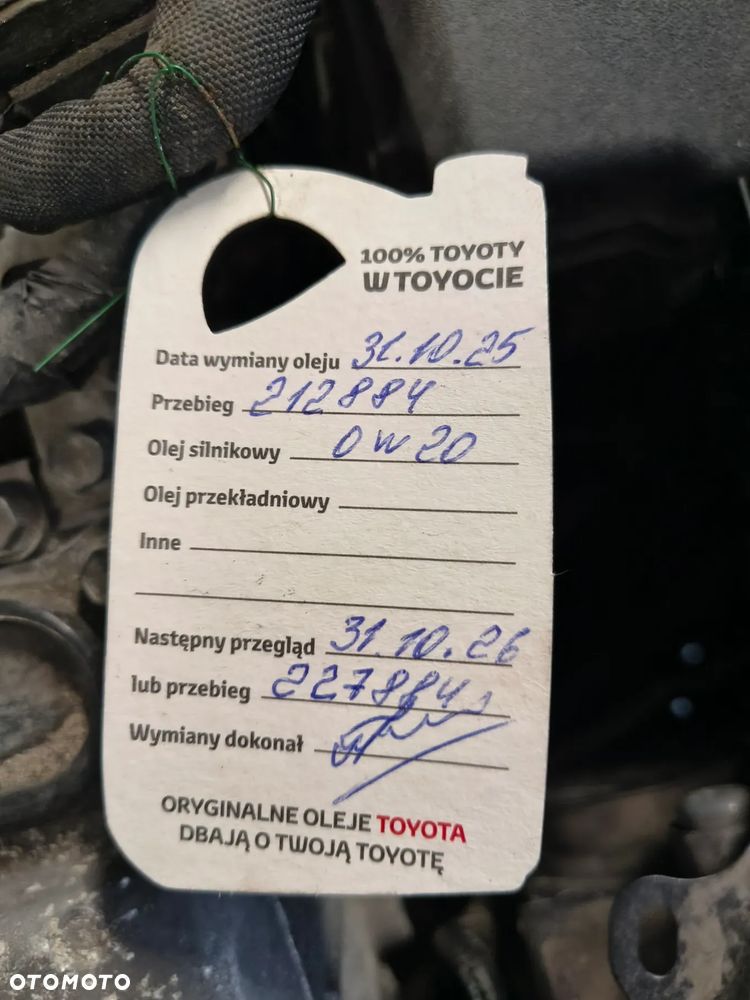 100% TOYOTY
W TOYOCIE
Data wymiany oleju 31.10.25
Przebieg 212884
Olej silnikowy 0W20
Olej przekładniowy
Inne
Następny przegląd 31.10.26
lub przebieg 227884
Wymiany dokonał
ORYGINALNE OLEJE TOYOTA
DBAJĄ O TWOJĄ TOYOTĘ
OTOMOTO